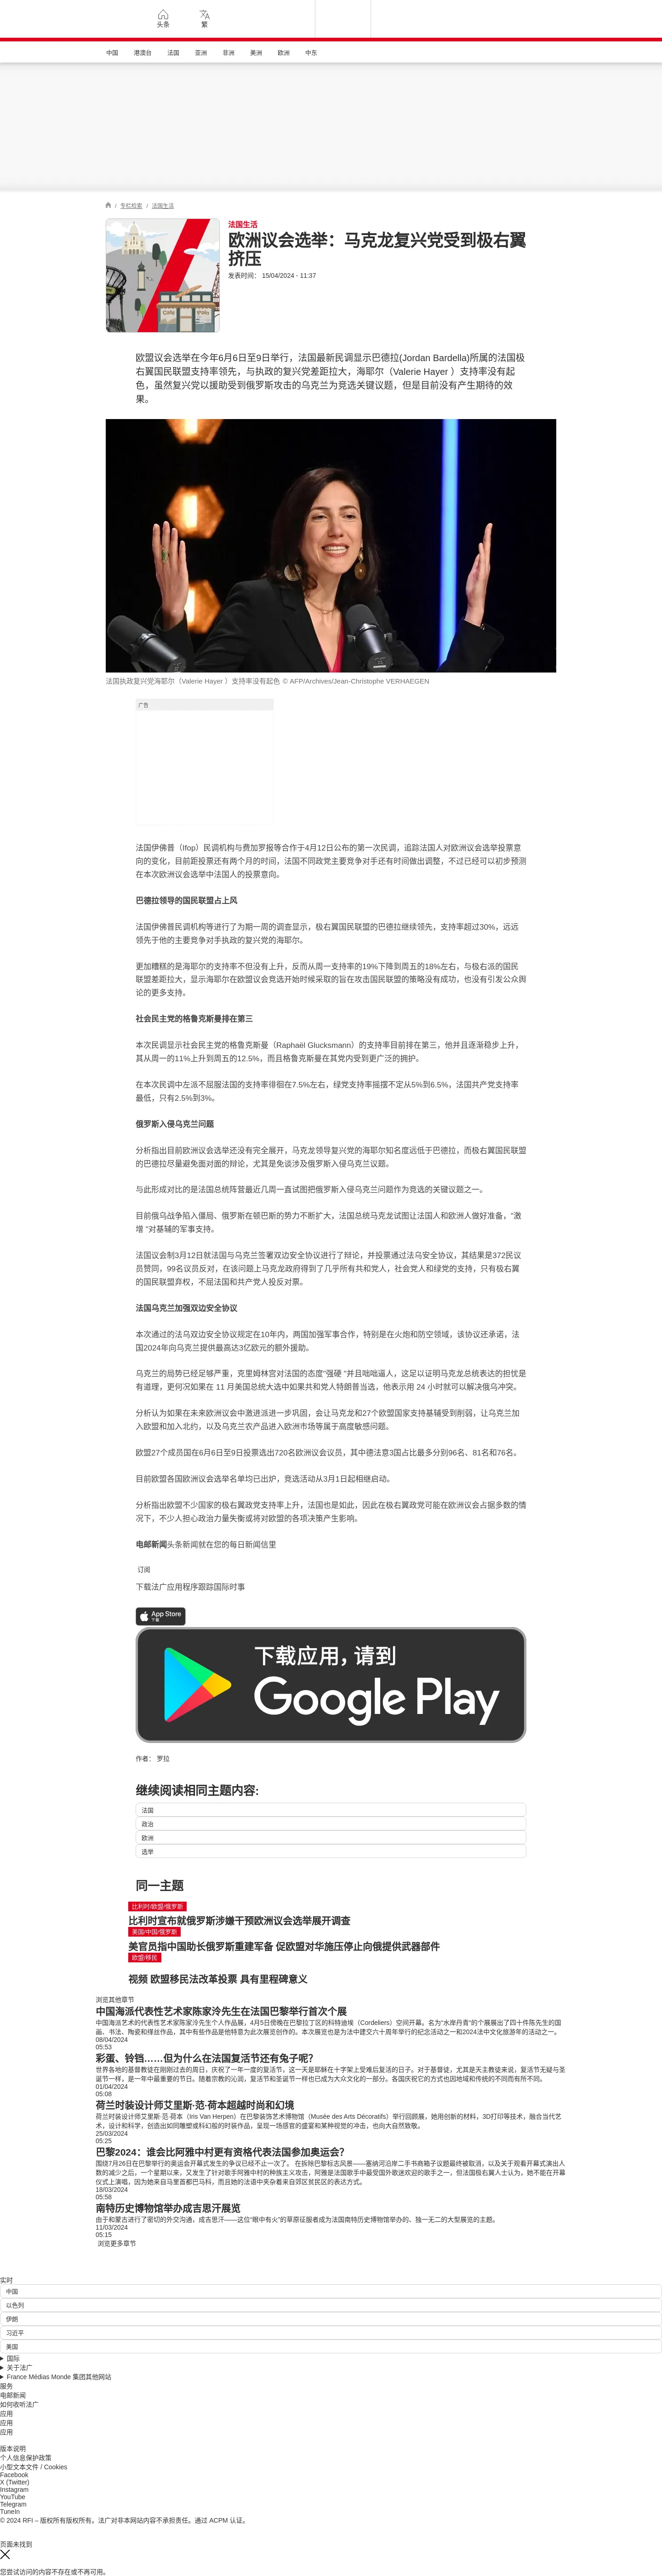 头条
繁
中国 港澳台 法国 亚洲 非洲 美洲 欧洲 中东
/ 专栏检索 / 法国生活
法国生活
欧洲议会选举：马克龙复兴党受到极右翼
挤压
发表时间： 15/04/2024 - 11:37
欧盟议会选举在今年6月6日至9日举行，法国最新民调显示巴德拉(Jordan Bardella)所属的法国极
右翼国民联盟支持率领先，与执政的复兴党差距拉大，海耶尔（Valerie Hayer ）支持率没有起
色，虽然复兴党以援助受到俄罗斯攻击的乌克兰为竞选关键议题，但是目前没有产生期待的效
果。
法国执政复兴党海耶尔（Valerie Hayer ）支持率没有起色 © AFP/Archives/Jean-Christophe VERHAEGEN
广告
法国伊佛普（Ifop）民调机构与费加罗报等合作于4月12日公布的第一次民调，追踪法国人对欧洲议会选举投票意
向的变化，目前距投票还有两个月的时间，法国不同政党主要竞争对手还有时间做出调整，不过已经可以初步预测
在本次欧洲议会选举中法国人的投票意向。
巴德拉领导的国民联盟占上风
法国伊佛普民调机构等进行了为期一周的调查显示，极右翼国民联盟的巴德拉继续领先，支持率超过30%，远远
领先于他的主要竞争对手执政的复兴党的海耶尔。
更加糟糕的是海耶尔的支持率不但没有上升，反而从周一支持率的19%下降到周五的18%左右，与极右派的国民
联盟差距拉大，显示海耶尔在欧盟议会竞选开始时候采取的旨在攻击国民联盟的策略没有成功，也没有引发公众舆
论的更多支持。
社会民主党的格鲁克斯曼排在第三
本次民调显示社会民主党的格鲁克斯曼（Raphaël Glucksmann）的支持率目前排在第三，他并且逐渐稳步上升，
其从周一的11%上升到周五的12.5%，而且格鲁克斯曼在其党内受到更广泛的拥护。
在本次民调中左派不屈服法国的支持率徘徊在7.5%左右，绿党支持率摇摆不定从5%到6.5%，法国共产党支持率
最低，只有2.5%到3%。
俄罗斯入侵乌克兰问题
分析指出目前欧洲议会选举还没有完全展开，马克龙领导复兴党的海耶尔知名度远低于巴德拉，而极右翼国民联盟
的巴德拉尽量避免面对面的辩论，尤其是免谈涉及俄罗斯入侵乌克兰议题。
与此形成对比的是法国总统阵营最近几周一直试图把俄罗斯入侵乌克兰问题作为竞选的关键议题之一。
目前俄乌战争陷入僵局、俄罗斯在顿巴斯的势力不断扩大，法国总统马克龙试图让法国人和欧洲人做好准备，“激
增 ”对基辅的军事支持。
法国议会制3月12日就法国与乌克兰签署双边安全协议进行了辩论，并投票通过法乌安全协议，其结果是372民议
员赞同，99名议员反对，在该问题上马克龙政府得到了几乎所有共和党人，社会党人和绿党的支持，只有极右翼
的国民联盟弃权，不屈法国和共产党人投反对票。
法国乌克兰加强双边安全协议
本次通过的法乌双边安全协议规定在10年内，两国加强军事合作，特别是在火炮和防空领域，该协议还承诺，法
国2024年向乌克兰提供最高达3亿欧元的额外援助。
乌克兰的局势已经足够严重，克里姆林宫对法国的态度“强硬 ”并且咄咄逼人，这足以证明马克龙总统表达的担忧是
有道理，更何况如果在 11 月美国总统大选中如果共和党人特朗普当选，他表示用 24 小时就可以解决俄乌冲突。
分析认为如果在未来欧洲议会中激进派进一步巩固，会让马克龙和27个欧盟国家支持基辅受到削弱，让乌克兰加
入欧盟和加入北约，以及乌克兰农产品进入欧洲市场等属于高度敏感问题。
欧盟27个成员国在6月6日至9日投票选出720名欧洲议会议员，其中德法意3国占比最多分别96名、81名和76名。
目前欧盟各国欧洲议会选举名单均已出炉，竞选活动从3月1日起相继启动。
分析指出欧盟不少国家的极右翼政党支持率上升，法国也是如此，因此在极右翼政党可能在欧洲议会占据多数的情
况下，不少人担心政治力量失衡或将对欧盟的各项决策产生影响。
电邮新闻头条新闻就在您的每日新闻信里
订阅
下载法广应用程序跟踪国际时事
App Store
下载
下载应用，请到
Google Play
作者： 罗拉
继续阅读相同主题内容:
法国
政治
欧洲
选举
同一主题
比利时/欧盟/俄罗斯
比利时宣布就俄罗斯涉嫌干预欧洲议会选举展开调查
美国/中国/俄罗斯
美官员指中国助长俄罗斯重建军备 促欧盟对华施压停止向俄提供武器部件
欧盟/移民
视频 欧盟移民法改革投票 具有里程碑意义
浏览其他章节
中国海派代表性艺术家陈家泠先生在法国巴黎举行首次个展
中国海派艺术的代表性艺术家陈家泠先生个人作品展，4月5日傍晚在巴黎拉丁区的科特迪埃（Cordeliers）空间开幕。名为“水岸丹青”的个展展出了四十件陈先生的国
画、书法、陶瓷和绎丝作品，其中有些作品是他特意为此次展览创作的。本次展览也是为法中建交六十周年举行的纪念活动之一和2024法中文化旅游年的活动之一。
08/04/2024
05:53
彩蛋、铃铛……但为什么在法国复活节还有兔子呢?
世界各地的基督教徒在刚刚过去的周日，庆祝了一年一度的复活节，这一天是耶稣在十字架上受难后复活的日子。对于基督徒，尤其是天主教徒来说，复活节无疑与圣
诞节一样，是一年中最重要的节日。随着宗教的沁润，复活节和圣诞节一样也已成为大众文化的一部分。各国庆祝它的方式也因地域和传统的不同而有所不同。
01/04/2024
05:08
荷兰时装设计师艾里斯·范·荷本超越时尚和幻境
荷兰时装设计师艾里斯·范·荷本（Iris Van Herpen）在巴黎装饰艺术博物馆（Musée des Arts Décoratifs）举行回顾展，她用创新的材料，3D打印等技术，融合当代艺
术，设计和科学，创造出如同雕塑或科幻般的时装作品，呈现一场感官的盛宴和某种视觉的冲击，也向大自然致敬。
25/03/2024
05:25
巴黎2024：谁会比阿雅中村更有资格代表法国参加奥运会?
围绕7月26日在巴黎举行的奥运会开幕式发生的争议已经不止一次了。 在拆除巴黎标志风景——塞纳河沿岸二手书商箱子议题最终被取消，以及关于观看开幕式演出人
数的减少之后，一个星期以来，又发生了针对歌手阿雅中村的种族主义攻击，阿雅是法国歌手中最受国外歌迷欢迎的歌手之一，但法国极右翼人士认为，她不能在开幕
仪式上演唱，因为她来自马里首都巴马科，而且她的法语中夹杂着来自郊区贫民区的表达方式。
18/03/2024
05:58
南特历史博物馆举办成吉思汗展览
由于和蒙古进行了密切的外交沟通，成吉思汗——这位“眼中有火”的草原征服者成为法国南特历史博物馆举办的、独一无二的大型展览的主题。
11/03/2024
05:15
浏览更多章节
实时
中国
以色列
伊朗
习近平
美国
国际
关于法广
France Médias Monde 集团其他网站
服务
电邮新闻
如何收听法广
应用
应用
应用
版本说明
个人信息保护政策
小型文本文件 / Cookies
Facebook
X (Twitter)
Instagram
YouTube
Telegram
TuneIn
© 2024 RFI – 版权所有版权所有。法广对非本网站内容不承担责任。通过 ACPM 认证。
页面未找到
您尝试访问的内容不存在或不再可用。